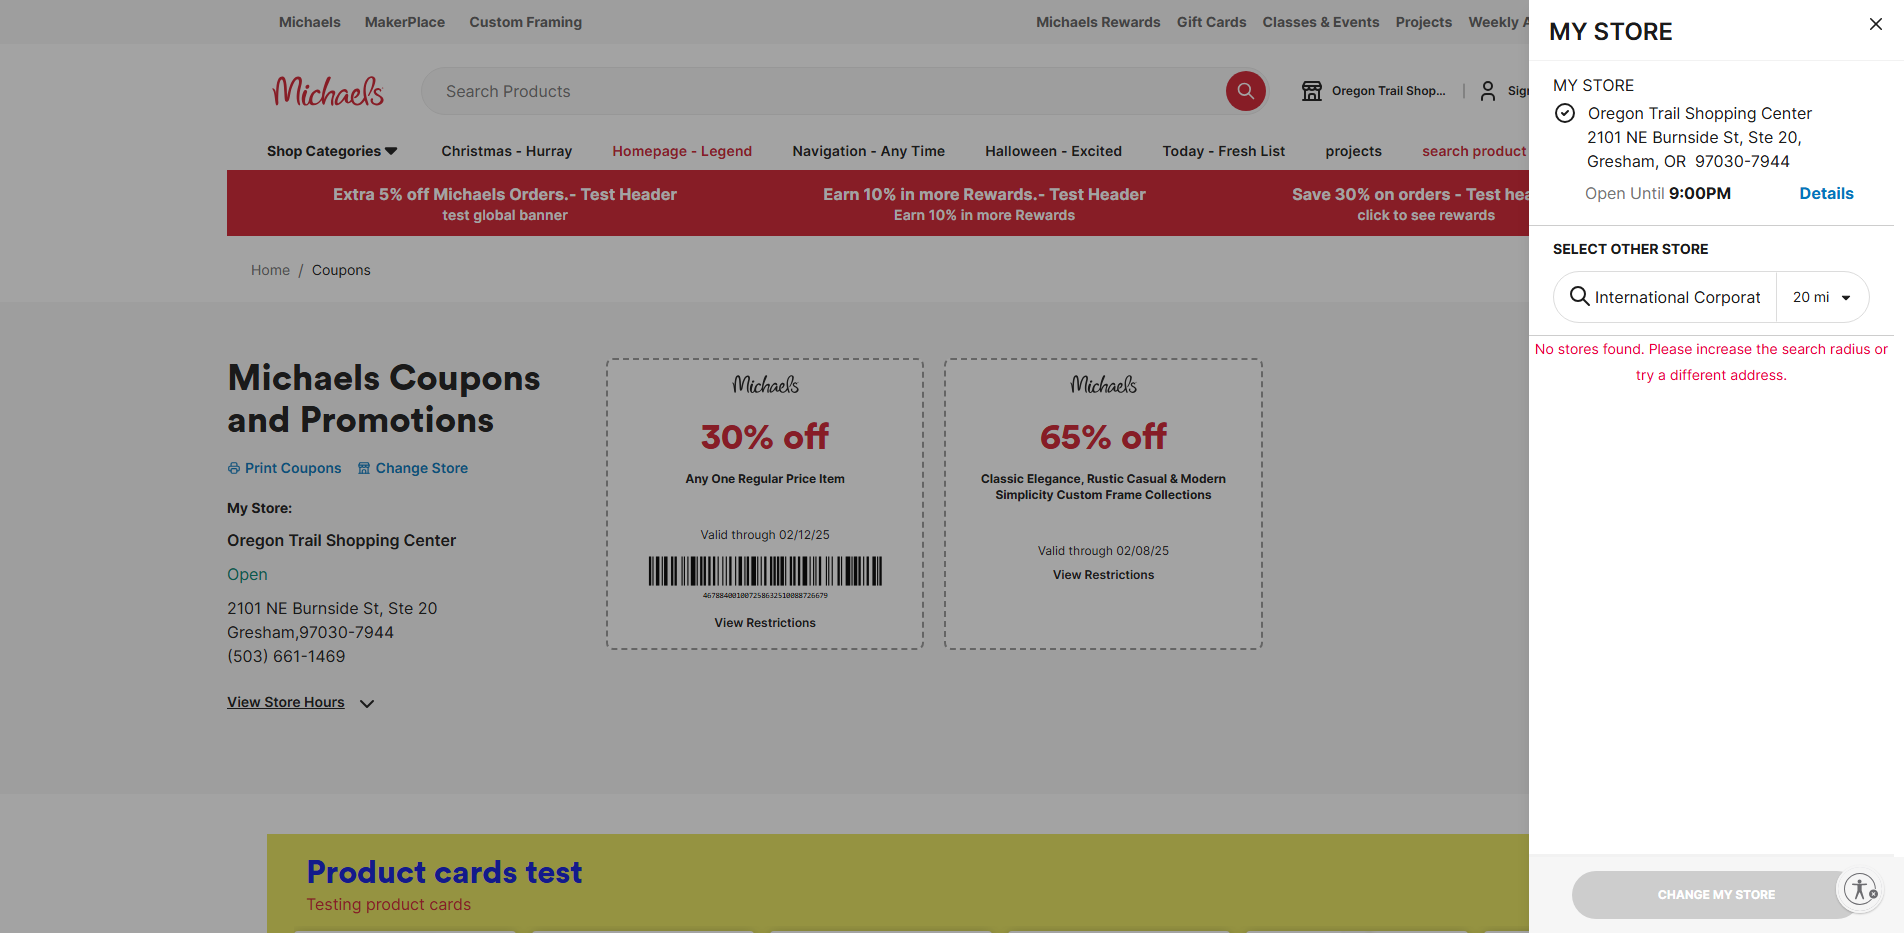 Michaels MakerPlace Custom Framing
Michaels Rewards Gift Cards Classes & Events Projects Weekly A
Michaels
Search Products
Oregon Trail Shop...
Sign
Shop Categories Christmas - Hurray Homepage - Legend Navigation - Any Time Halloween - Excited Today - Fresh List projects search product
Extra 5% off Michaels Orders.- Test Header
test global banner
Earn 10% in more Rewards.- Test Header
Earn 10% in more Rewards
Save 30% on orders - Test hea
click to see rewards
Home / Coupons
Michaels Coupons
and Promotions
Print Coupons Change Store
My Store:
Oregon Trail Shopping Center
Open
2101 NE Burnside St, Ste 20
Gresham,97030-7944
(503) 661-1469
View Store Hours
Michaels
30% off
Any One Regular Price Item
Valid through 02/12/25
467884001007258632510088726679
View Restrictions
Michaels
65% off
Classic Elegance, Rustic Casual & Modern
Simplicity Custom Frame Collections
Valid through 02/08/25
View Restrictions
Product cards test
Testing product cards
MY STORE
MY STORE
Oregon Trail Shopping Center
2101 NE Burnside St, Ste 20,
Gresham, OR 97030-7944
Open Until 9:00PM Details
SELECT OTHER STORE
International Corporat 20 mi
No stores found. Please increase the search radius or
try a different address.
CHANGE MY STORE